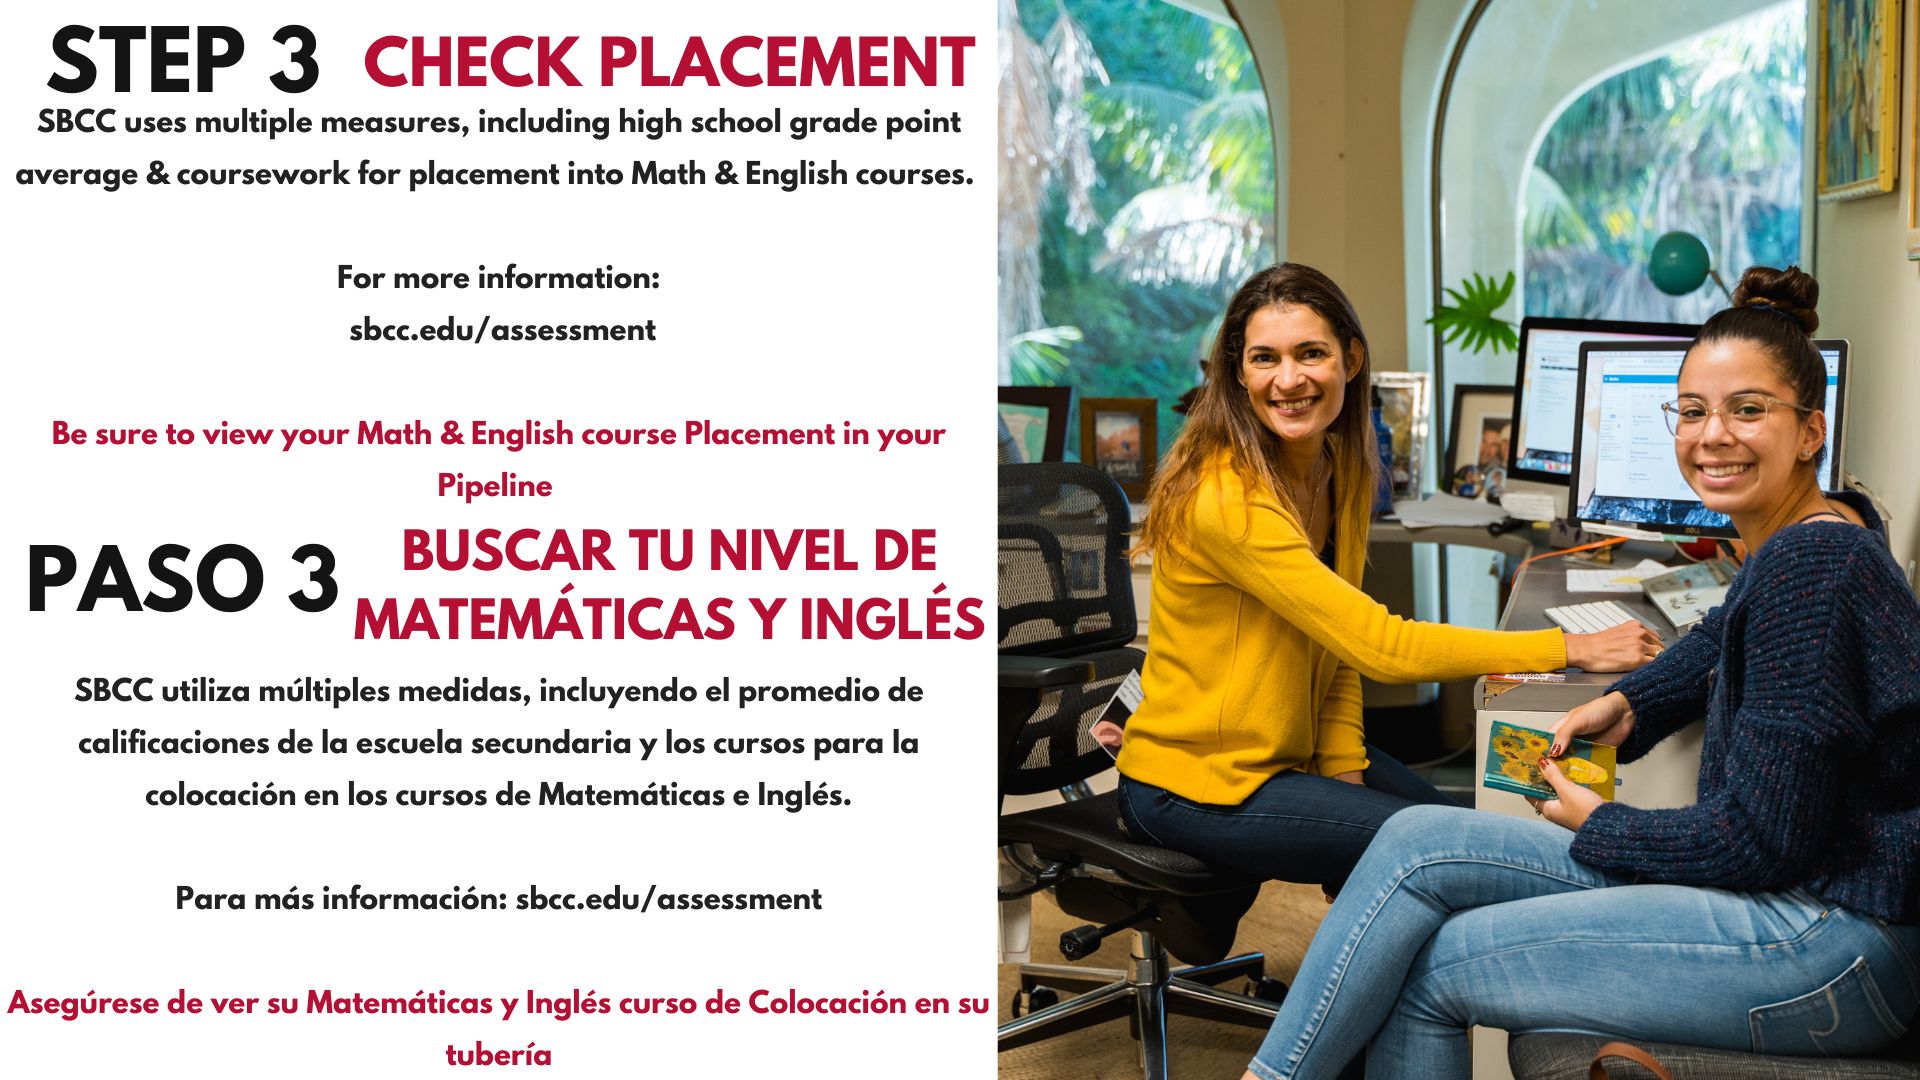 STEP 3 CHECK PLACEMENT
SBCC uses multiple measures, including high school grade point
average & coursework for placement into Math & English courses.
For more information:
sbcc.edu/assessment
Be sure to view your Math & English course Placement in your
Pipeline
PASO 3
BUSCAR TU NIVEL DE
MATEMÁTICAS Y INGLÉS
SBCC utiliza múltiples medidas, incluyendo el promedio de
calificaciones de la escuela secundaria y los cursos para la
colocación en los cursos de Matemáticas e Inglés.
Para más información: sbcc.edu/assessment
Asegúrese de ver su Matemáticas y Inglés curso de Colocación en su
tubería